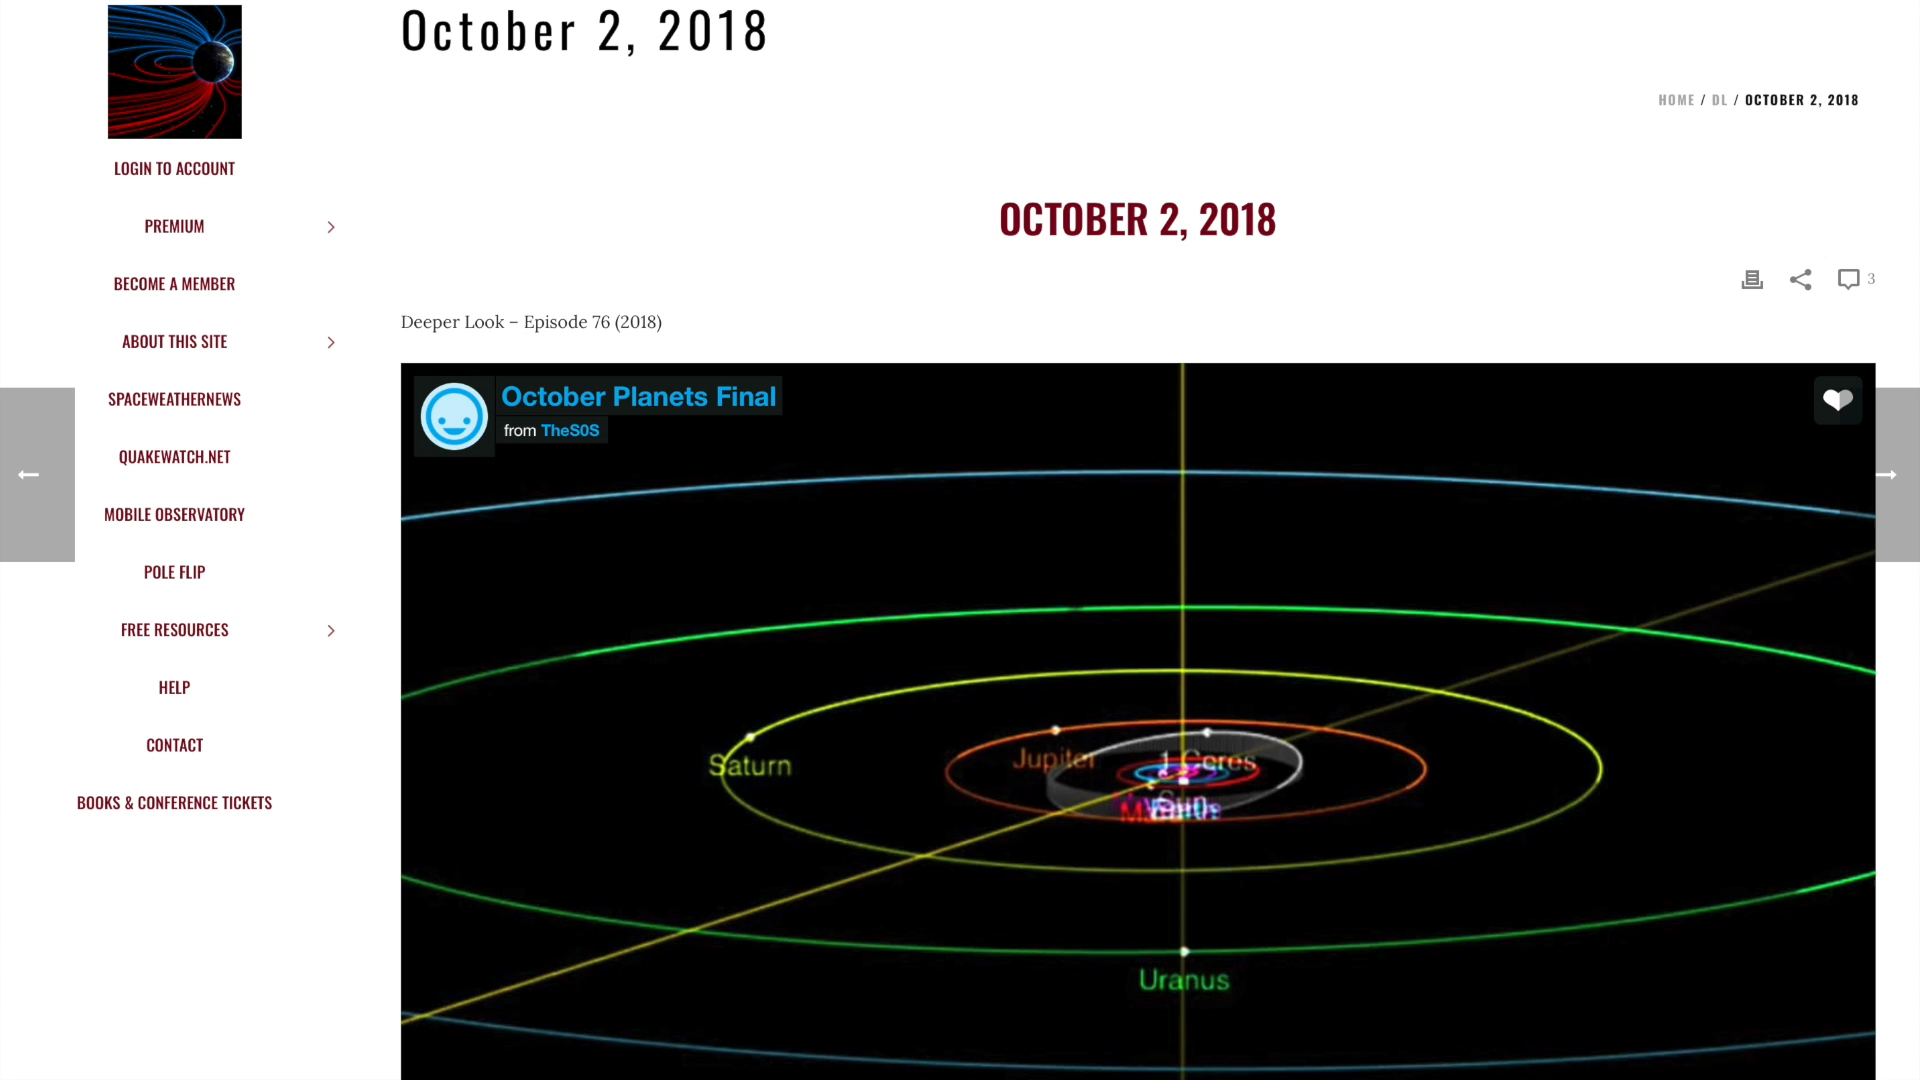 October 2, 2018
HOME / DL / OCTOBER 2, 2018
LOGIN TO ACCOUNT
PREMIUM
BECOME A MEMBER
ABOUT THIS SITE
SPACEWEATHERNEWS
QUAKEWATCH.NET
MOBILE OBSERVATORY
POLE FLIP
FREE RESOURCES
HELP
CONTACT
BOOKS & CONFERENCE TICKETS
OCTOBER 2, 2018
3
Deeper Look – Episode 76 (2018)
October Planets Final
from TheS0S
Saturn
Jupiter
1 Ceres
Sun
Uranus